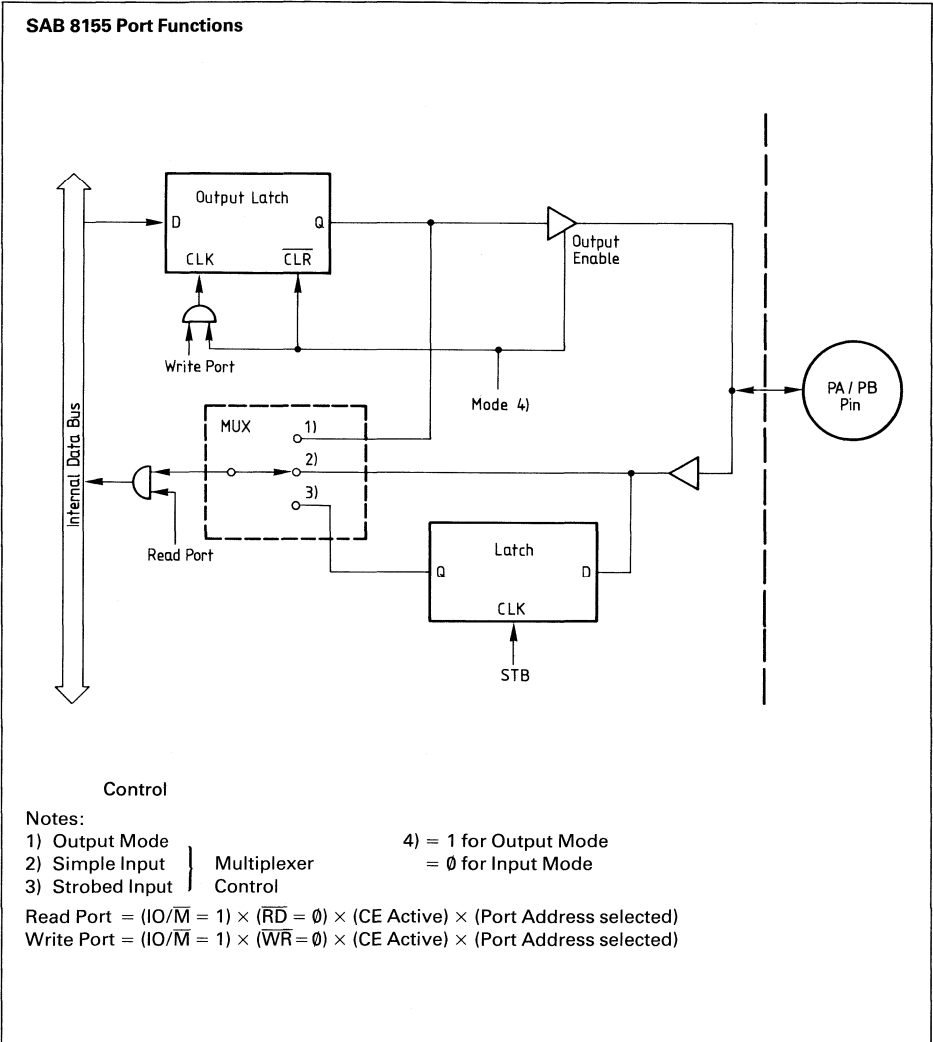 SAB 8155 Port Functions
Output Latch
D
Q
CLK
C̅L̅R̅
Output
Enable
Write Port
Mode 4)
PA / PB
Pin
MUX
1)
2)
3)
Internal Data Bus
Read Port
Latch
Q
D
CLK
STB
Control
Notes:
1) Output Mode
2) Simple Input } Multiplexer
3) Strobed Input Control
4) = 1 for Output Mode
= Ø for Input Mode
Read Port = (IO/M̅ = 1) × (R̅D̅ = Ø) × (CE Active) × (Port Address selected)
Write Port = (IO/M̅ = 1) × (W̅R̅ = Ø) × (CE Active) × (Port Address selected)